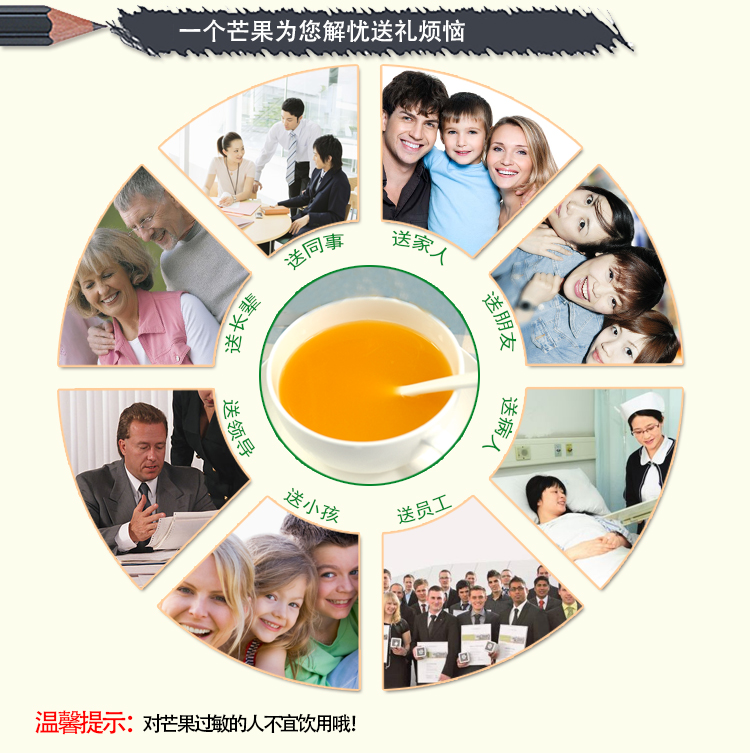 一个芒果为您解忧送礼烦恼
送同事
送家人
送长辈
送朋友
送领导
送病人
送小孩
送员工
温馨提示：对芒果过敏的人不宜饮用哦！